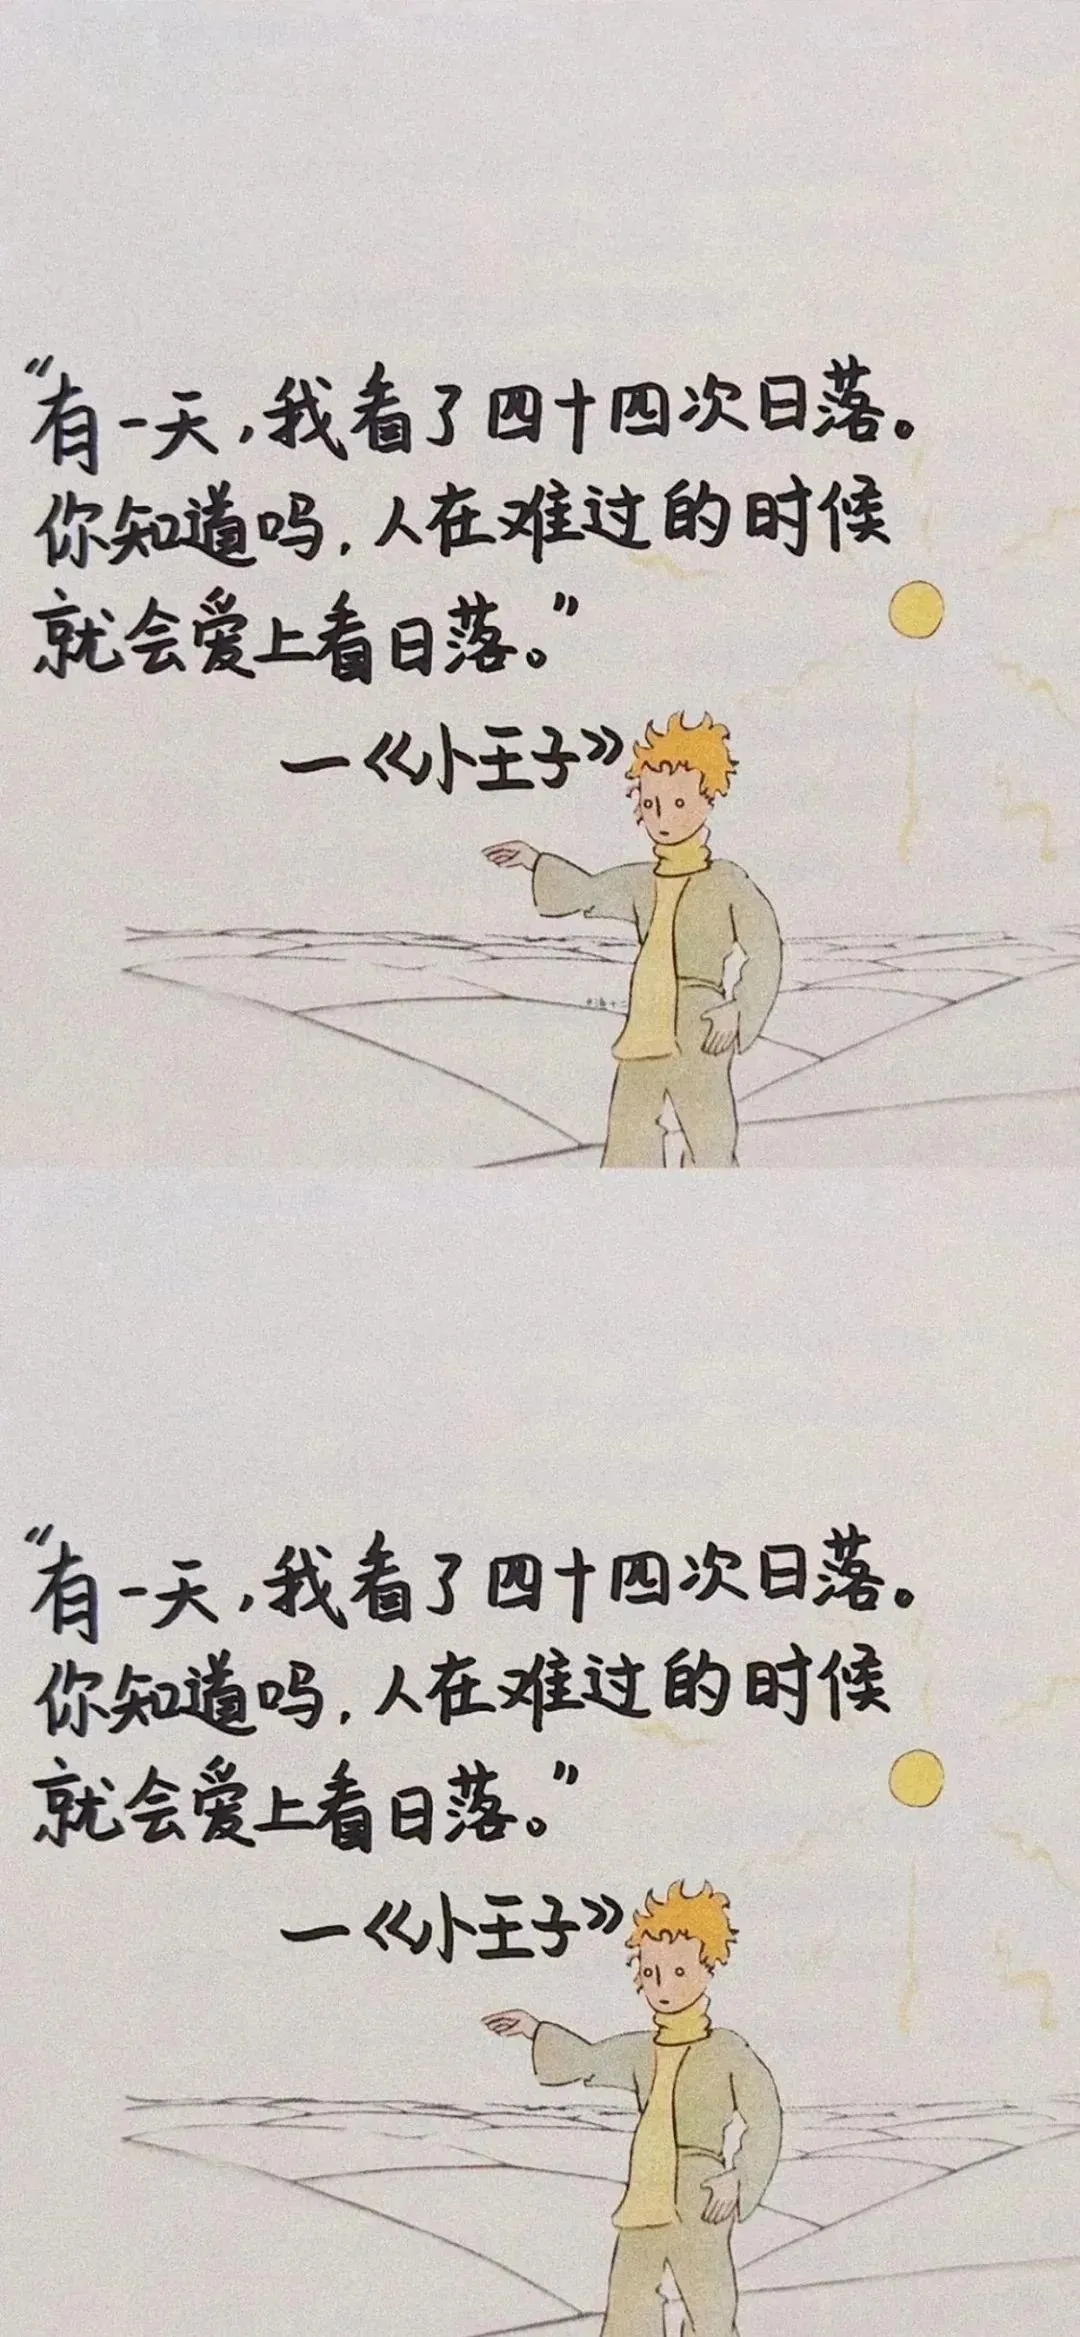 “有一天，我看了四十四次日落。
你知道吗，人在难过的时候
就会爱上看日落。”
—《小王子》
“有一天，我看了四十四次日落。
你知道吗，人在难过的时候
就会爱上看日落。”
—《小王子》